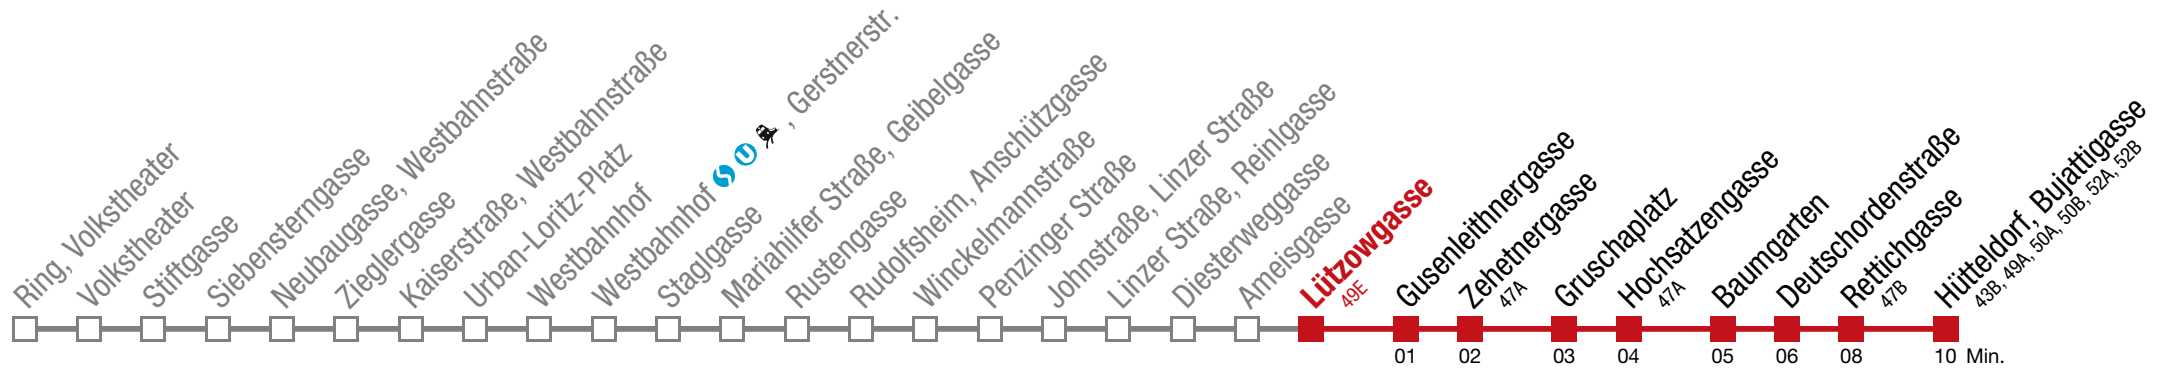 Ring, Volkstheater
Volkstheater
Stiftgasse
Siebensterngasse
Neubaugasse, Westbahnstraße
Zieglergasse
Kaiserstraße, Westbahnstraße
Urban-Loritz-Platz
Westbahnhof
Westbahnhof S U , Gerstnerstr.
Staglgasse
Mariahilfer Straße, Geibelgasse
Rustengasse
Rudolfsheim, Anschützgasse
Winckelmannstraße
Penzinger Straße
Johnstraße, Linzer Straße
Linzer Straße, Reinlgasse
Diesterweggasse
Ameisgasse
Lützowgasse
49E
Gusenleithnergasse
Zehetnergasse
47A
Gruschaplatz
Hochsatzengasse
47A
Baumgarten
Deutschordenstraße
Rettichgasse
47B
Hütteldorf, Bujattigasse
43B, 49A, 50A, 50B, 52A, 52B
01 02 03 04 05 06 08 10 Min.